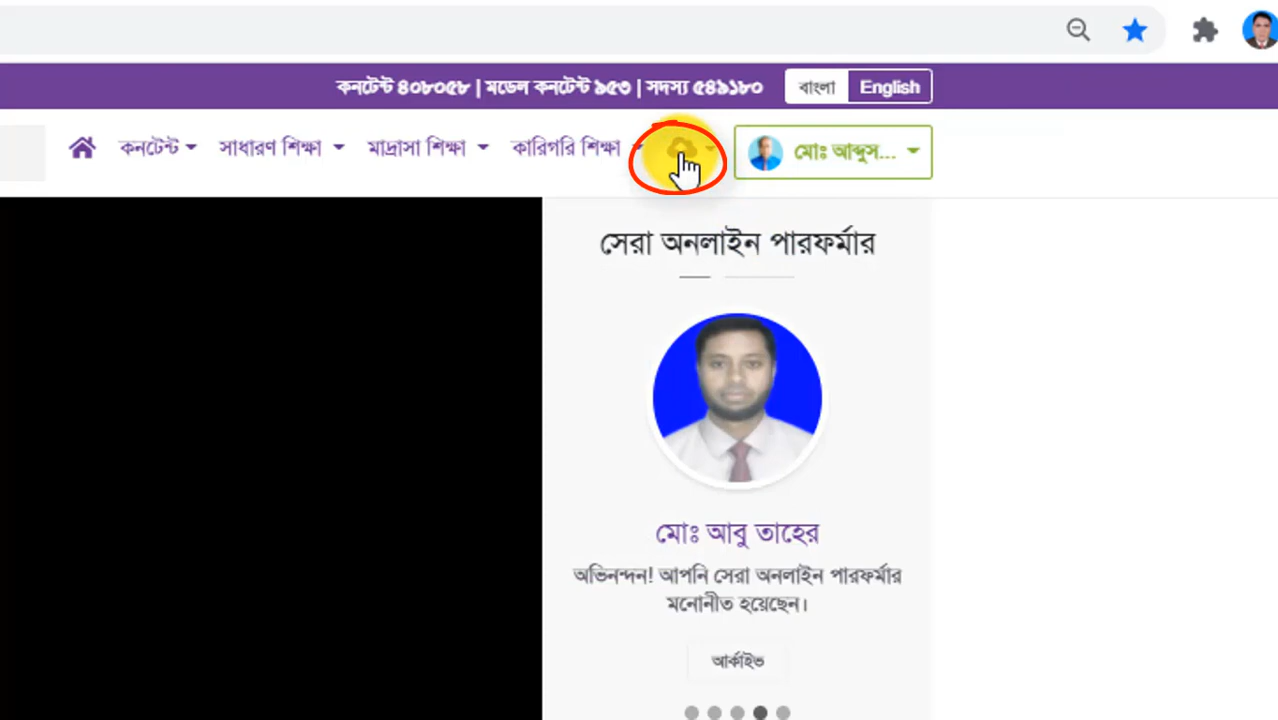 কনটেন্ট ৪০৮০৫৮ | মডেল কনটেন্ট ৯৫৩ | সদস্য ৫৪৯১৮০ বাংলা English
কনটেন্ট সাধারণ শিক্ষা মাদ্রাসা শিক্ষা কারিগরি শিক্ষা মোঃ আব্দুস...
সেরা অনলাইন পারফর্মার
মোঃ আবু তাহের
অভিনন্দন! আপনি সেরা অনলাইন পারফর্মার
মনোনীত হয়েছেন।
আর্কাইভ